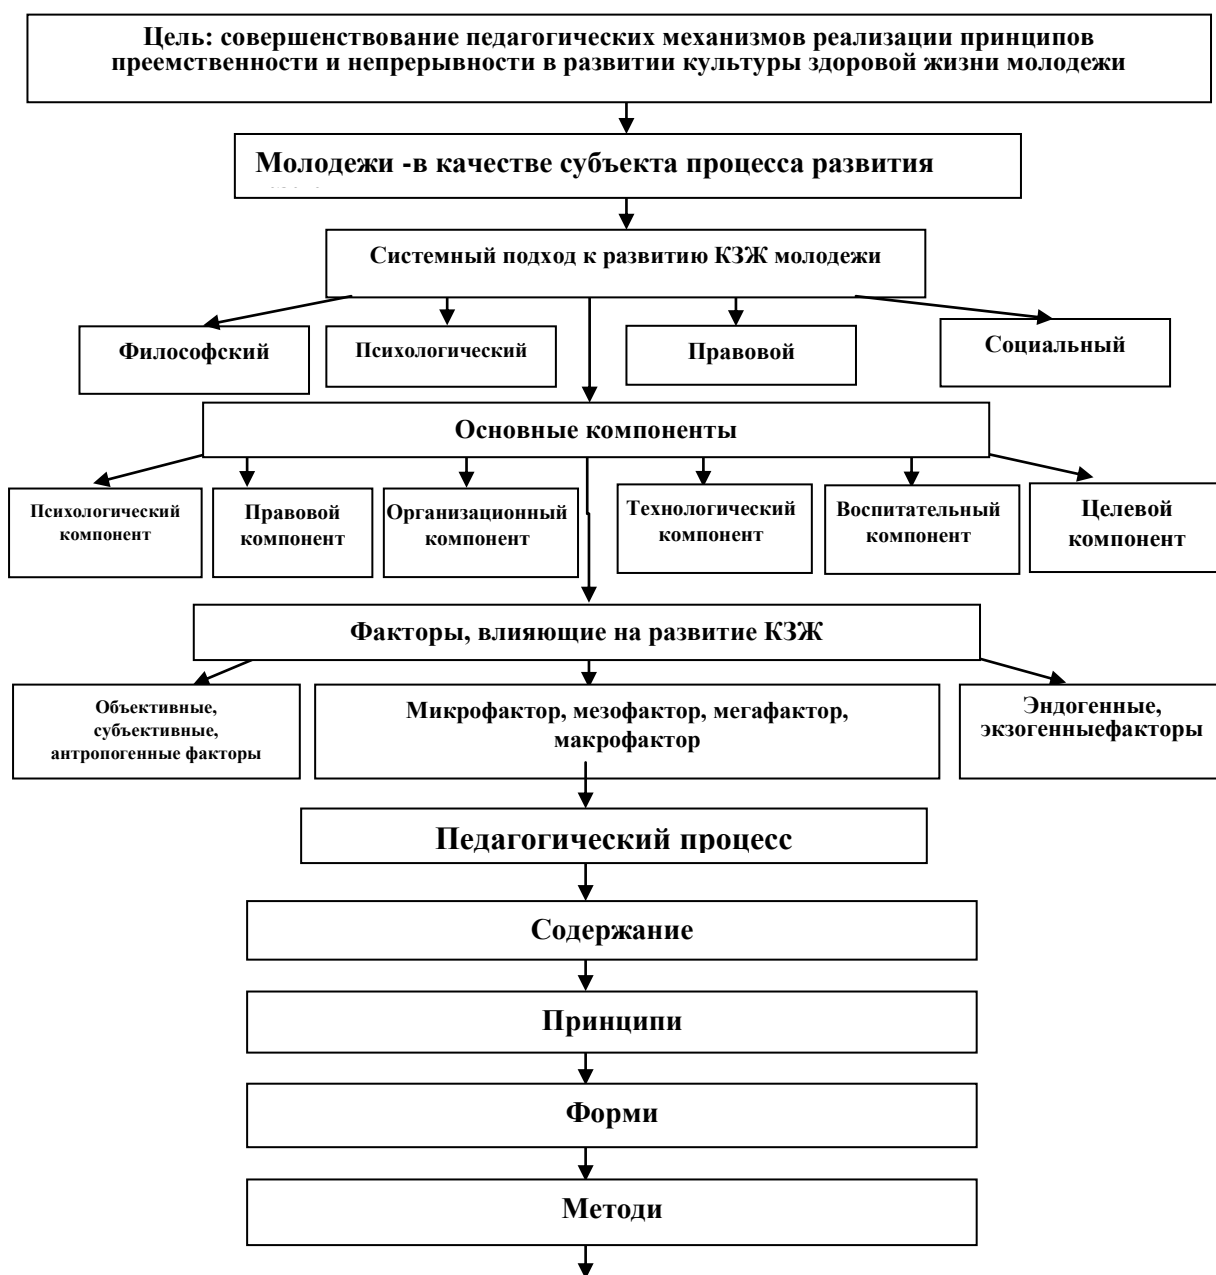 Цель: совершенствование педагогических механизмов реализации принципов
преемственности и непрерывности в развитии культуры здоровой жизни молодежи
Молодежи -в качестве субъекта процесса развития
Системный подход к развитию КЗЖ молодежи
Философский
Психологический
Правовой
Социальный
Основные компоненты
Психологический
компонент
Правовой
компонент
Организационный
компонент
Технологический
компонент
Воспитательный
компонент
Целевой
компонент
Факторы, влияющие на развитие КЗЖ
Объективные,
субъективные,
антропогенные факторы
Микрофактор, мезофактор, мегафактор,
макрофактор
Эндогенные,
экзогенныефакторы
Педагогический процесс
Содержание
Принципи
Форми
Методи